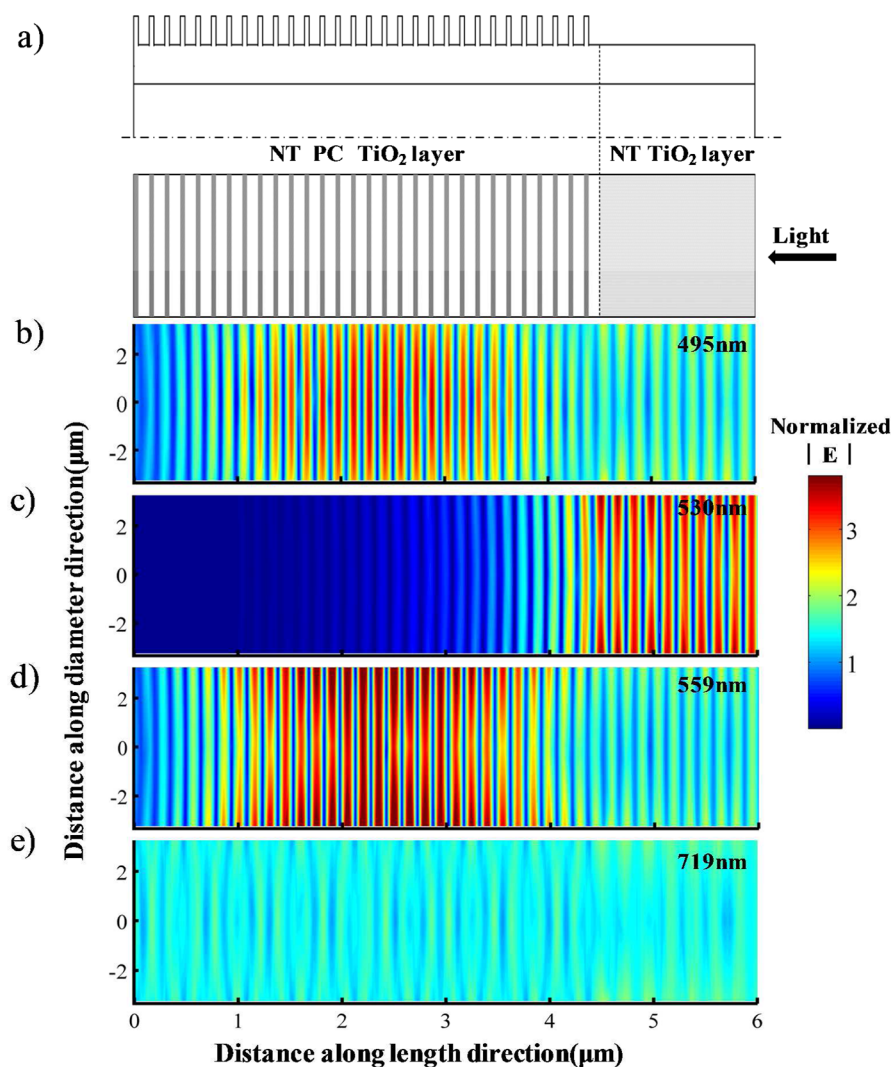 a)
NT PC TiO₂ layer
NT TiO₂ layer
Light
b)
495nm
2
0
-2
c)
530nm
2
0
-2
d)
559nm
2
0
-2
e)
719nm
2
0
-2
0 1 2 3 4 5 6
Distance along length direction(μm)
Distance along diameter direction(μm)
Normalized
| E |
3
2
1